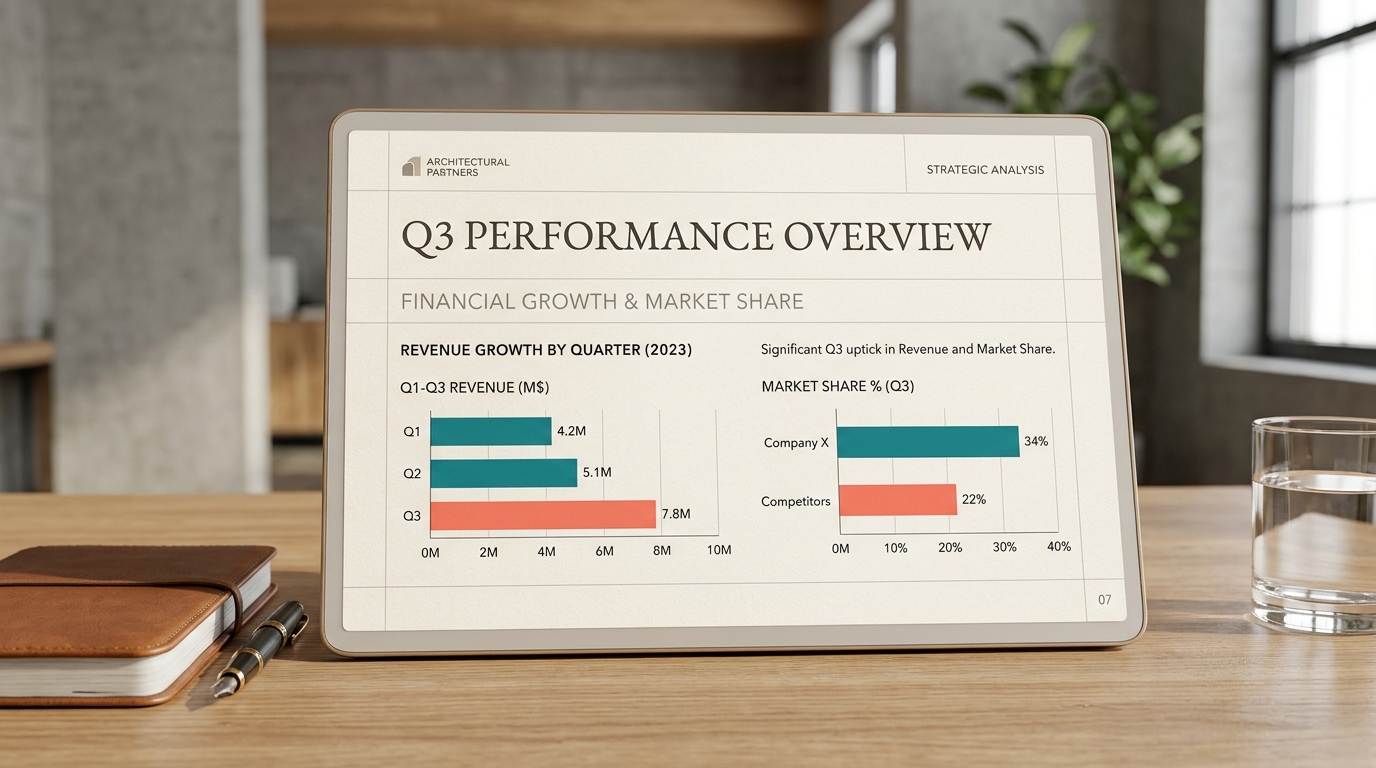 ARCHITECTURAL
PARTNERS
STRATEGIC ANALYSIS
Q3 PERFORMANCE OVERVIEW
FINANCIAL GROWTH & MARKET SHARE
REVENUE GROWTH BY QUARTER (2023)
Q1-Q3 REVENUE (M$)
Q1 4.2M
Q2 5.1M
Q3 7.8M
0M 2M 4M 6M 8M 10M
Significant Q3 uptick in Revenue and Market Share.
MARKET SHARE % (Q3)
Company X 34%
Competitors 22%
0M 10% 20% 30% 40%
07